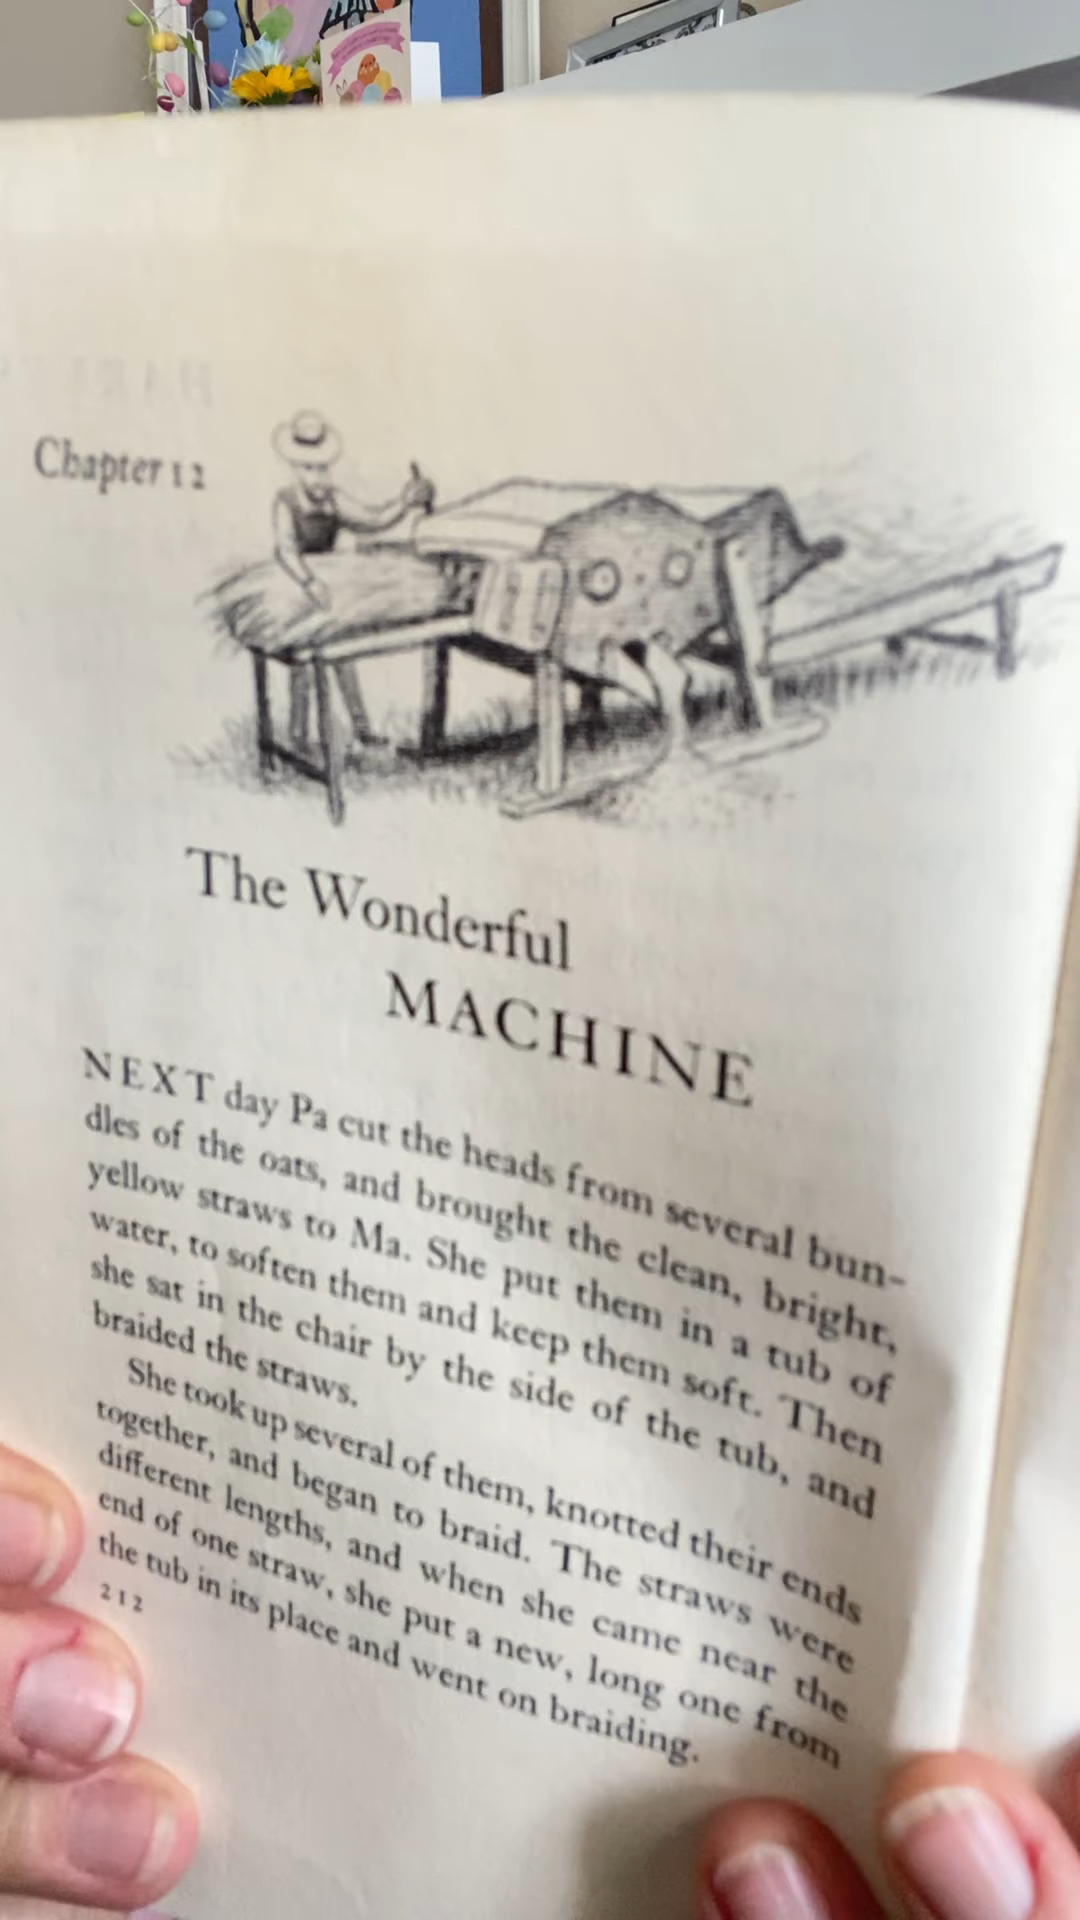 Chapter 12
The Wonderful
MACHINE
NEXT day Pa cut the heads from several bun-
dles of the oats, and brought the clean, bright,
yellow straws to Ma. She put them in a tub of
water, to soften them and keep them soft. Then
she sat in the chair by the side of the tub, and
braided the straws.
She took up several of them, knotted their ends
together, and began to braid. The straws were
different lengths, and when she came near the
end of one straw, she put a new, long one from
the tub in its place and went on braiding.
212